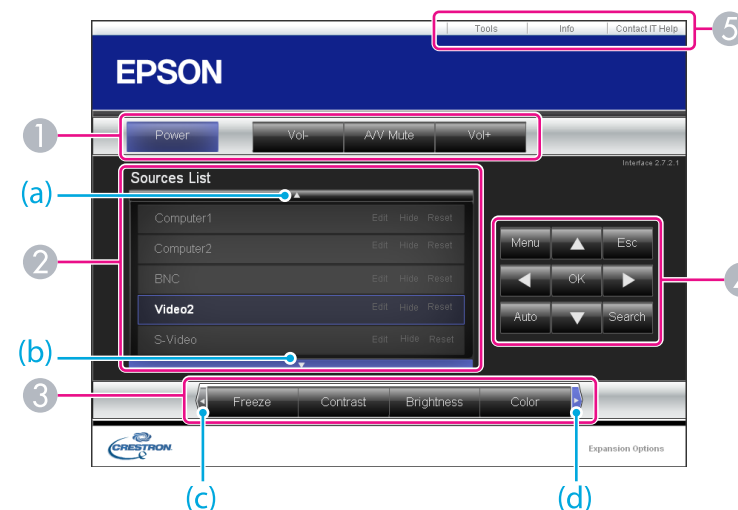 Tools Info Contact IT Help
5
EPSON
1
Power Vol- A/V Mute Vol+
Interface 2.7.2.1
Sources List
(a)
Computer1 Edit Hide Reset
2
Computer2 Edit Hide Reset
BNC Edit Hide Reset
Video2 Edit Hide Reset
S-Video Edit Hide Reset
(b)
Menu Esc
OK
Auto Search
3
Freeze Contrast Brightness Color
CRESTRON
Expansion Options
(c) (d)